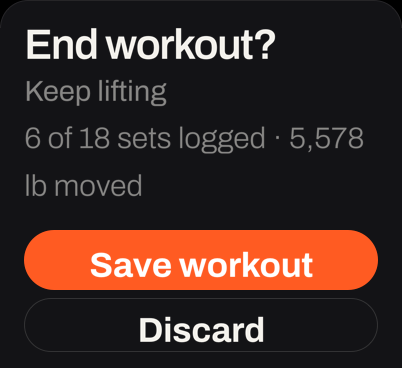 End workout?
Keep lifting
6 of 18 sets logged · 5,578
lb moved
Save workout
Discard